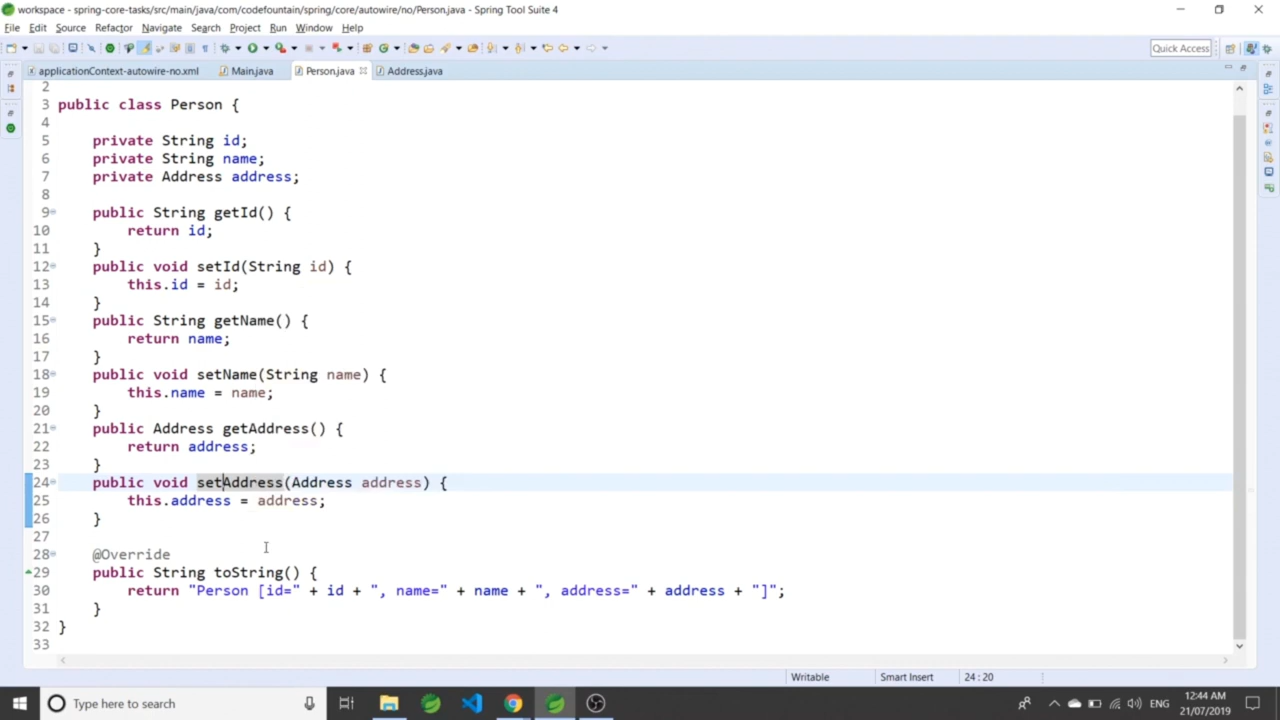 workspace - spring-core-tasks/src/main/java/com/codefountain/spring/core/autowire/no/Person.java - Spring Tool Suite 4
File Edit Source Refactor Navigate Search Project Run Window Help
Quick Access
applicationContext-autowire-no.xml Main.java Person.java Address.java
2
3 public class Person {
4
5 private String id;
6 private String name;
7 private Address address;
8
9 public String getId() {
10 return id;
11 }
12 public void setId(String id) {
13 this.id = id;
14 }
15 public String getName() {
16 return name;
17 }
18 public void setName(String name) {
19 this.name = name;
20 }
21 public Address getAddress() {
22 return address;
23 }
24 public void setAddress(Address address) {
25 this.address = address;
26 }
27
28 @Override
29 public String toString() {
30 return "Person [id=" + id + ", name=" + name + ", address=" + address + "]";
31 }
32 }
33
Writable Smart Insert 24 : 20
Type here to search
ENG
12:44 AM
21/07/2019